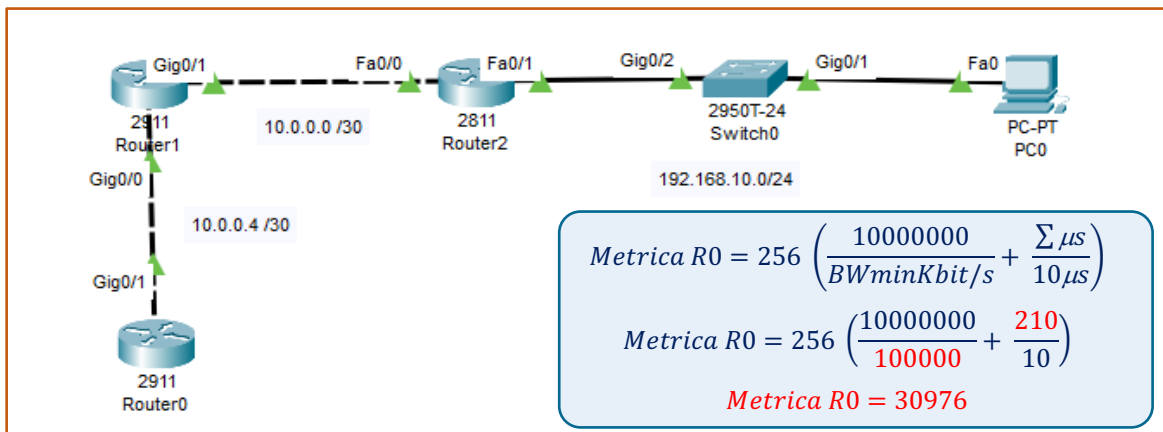 Gig0/1
Fa0/0
Fa0/1
Gig0/2
Gig0/1
Fa0
2911
Router1
10.0.0.0 /30
2811
Router2
2950T-24
Switch0
PC-PT
PC0
Gig0/0
192.168.10.0/24
10.0.0.4 /30
Gig0/1
2911
Router0
Metrica R0 = 256 (10000000/BWminKbit/s + ∑ μs/10μs)
Metrica R0 = 256 (10000000/100000 + 210/10)
Metrica R0 = 30976